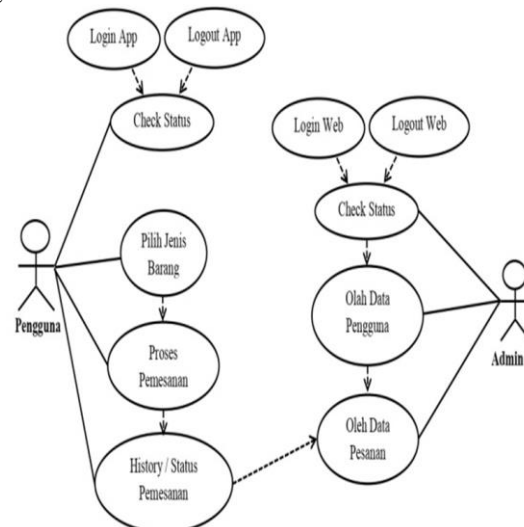 Login App
Logout App
Check Status
Login Web
Logout Web
Check Status
Pilih Jenis
Barang
Pengguna
Olah Data
Pengguna
Admin
Proses
Pemesanan
Oleh Data
Pesanan
History / Status
Pemesanan